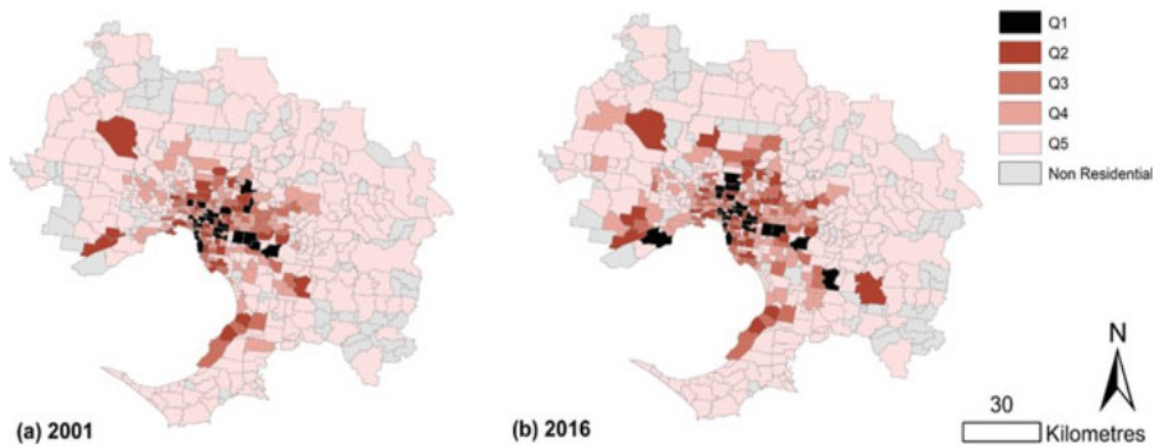 Q1
Q2
Q3
Q4
Q5
Non Residential
N
30
Kilometres
(a) 2001
(b) 2016